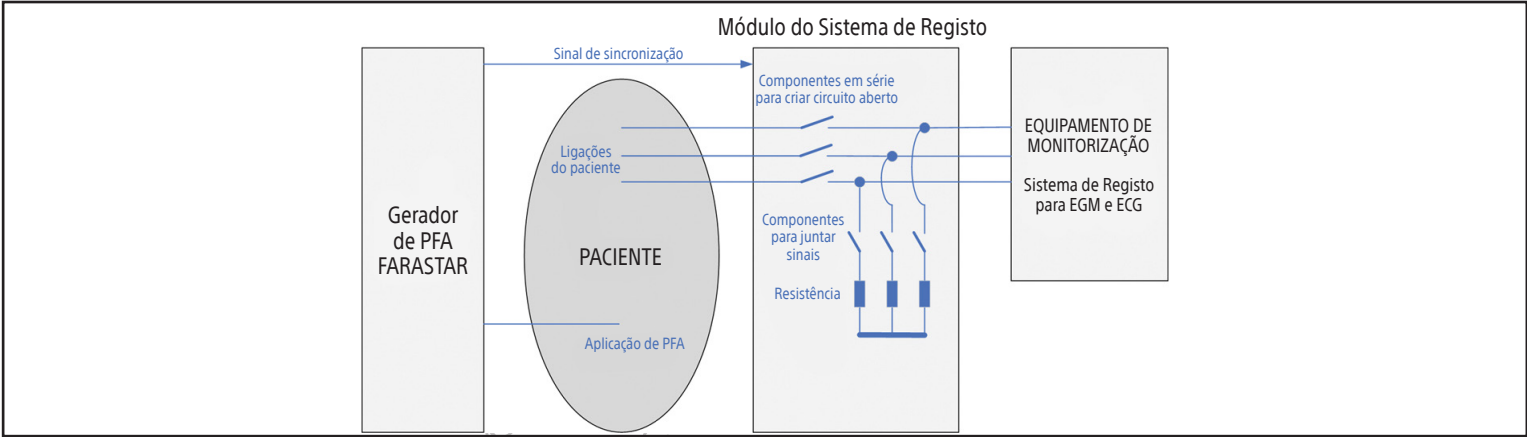 Módulo do Sistema de Registo
Sinal de sincronização
Componentes em série
para criar circuito aberto
Ligações
do paciente
EQUIPAMENTO DE
MONITORIZAÇÃO
Sistema de Registo
para EGM e ECG
Gerador
de PFA
FARASTAR
PACIENTE
Componentes
para juntar
sinais
Resistência
Aplicação de PFA